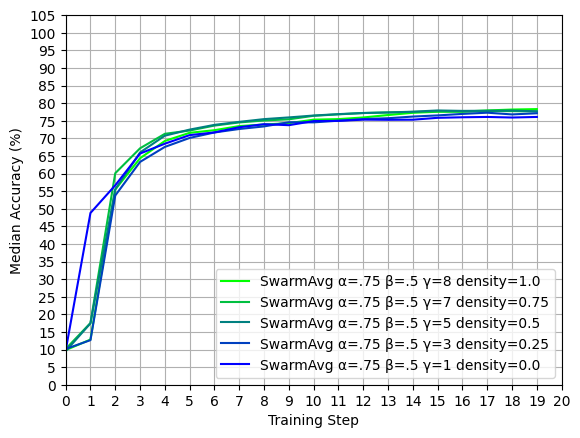 105
100
95
90
85
80
75
70
65
60
55
50
45
40
35
30
25
20
15
10
5
0
Median Accuracy (%)
SwarmAvg α=.75 β=.5 γ=8 density=1.0
SwarmAvg α=.75 β=.5 γ=7 density=0.75
SwarmAvg α=.75 β=.5 γ=5 density=0.5
SwarmAvg α=.75 β=.5 γ=3 density=0.25
SwarmAvg α=.75 β=.5 γ=1 density=0.0
0 1 2 3 4 5 6 7 8 9 10 11 12 13 14 15 16 17 18 19 20
Training Step